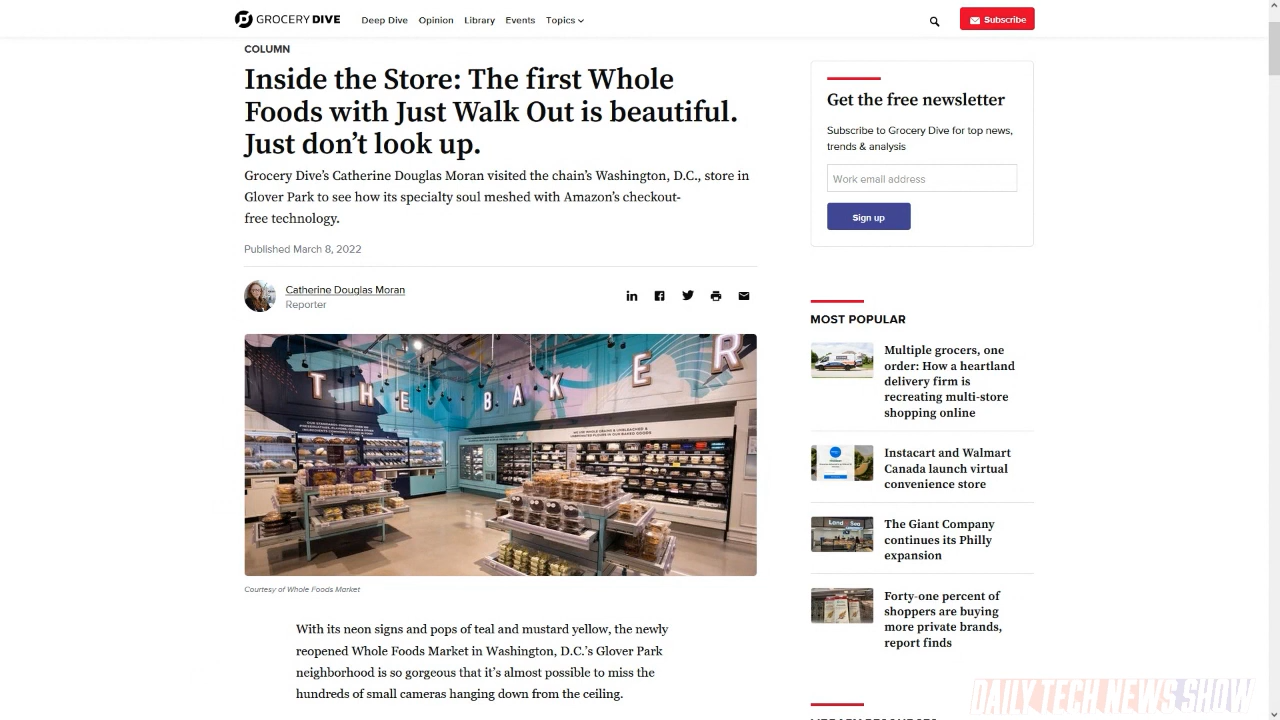 GROCERY DIVE
Deep Dive
Opinion
Library
Events
Topics
Subscribe
COLUMN
Inside the Store: The first Whole
Foods with Just Walk Out is beautiful.
Just don’t look up.
Grocery Dive’s Catherine Douglas Moran visited the chain’s Washington, D.C., store in
Glover Park to see how its specialty soul meshed with Amazon’s checkout-
free technology.
Published March 8, 2022
Catherine Douglas Moran
Reporter
THE BAKER
Courtesy of Whole Foods Market
With its neon signs and pops of teal and mustard yellow, the newly
reopened Whole Foods Market in Washington, D.C.’s Glover Park
neighborhood is so gorgeous that it’s almost possible to miss the
hundreds of small cameras hanging down from the ceiling.
Get the free newsletter
Subscribe to Grocery Dive for top news,
trends & analysis
Work email address
Sign up
MOST POPULAR
Multiple grocers, one
order: How a heartland
delivery firm is
recreating multi-store
shopping online
Instacart and Walmart
Canada launch virtual
convenience store
The Giant Company
continues its Philly
expansion
Forty-one percent of
shoppers are buying
more private brands,
report finds
DAILY TECH NEWS SHOW